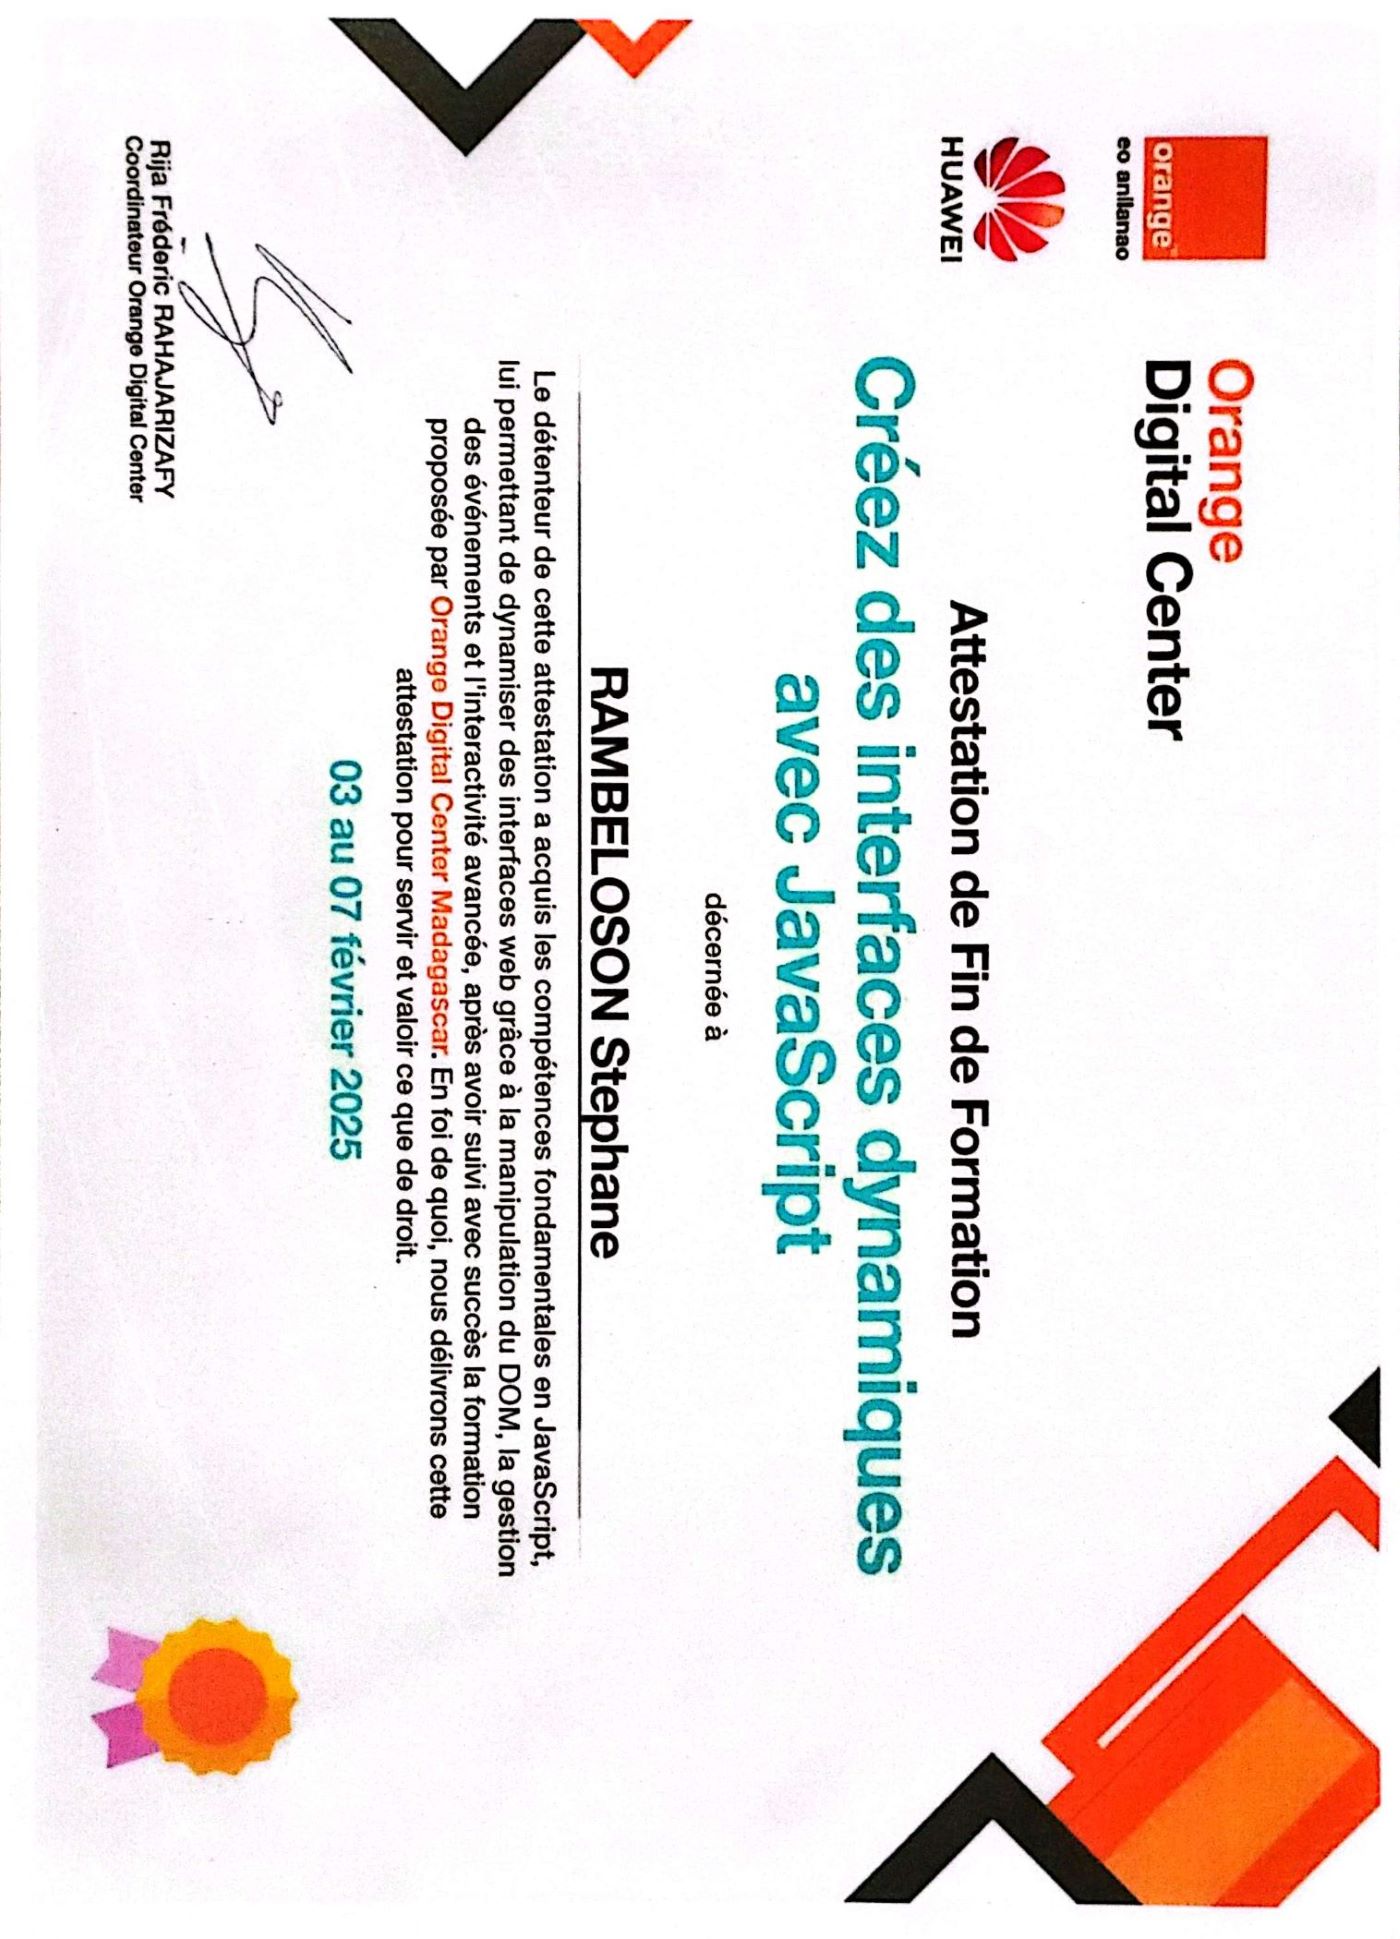 orange™
eo anilanao
HUAWEI
Orange
Digital Center
Attestation de Fin de Formation
Créez des interfaces dynamiques
avec JavaScript
décernée à
RAMBELOSON Stephane
Le détenteur de cette attestation a acquis les compétences fondamentales en JavaScript,
lui permettant de dynamiser des interfaces web grâce à la manipulation du DOM, la gestion
des événements et l'interactivité avancée, après avoir suivi avec succès la formation
proposée par Orange Digital Center Madagascar. En foi de quoi, nous délivrons cette
attestation pour servir et valoir ce que de droit.
03 au 07 février 2025
Rija Fréderic RAHAJARIZAFY
Coordinateur Orange Digital Center